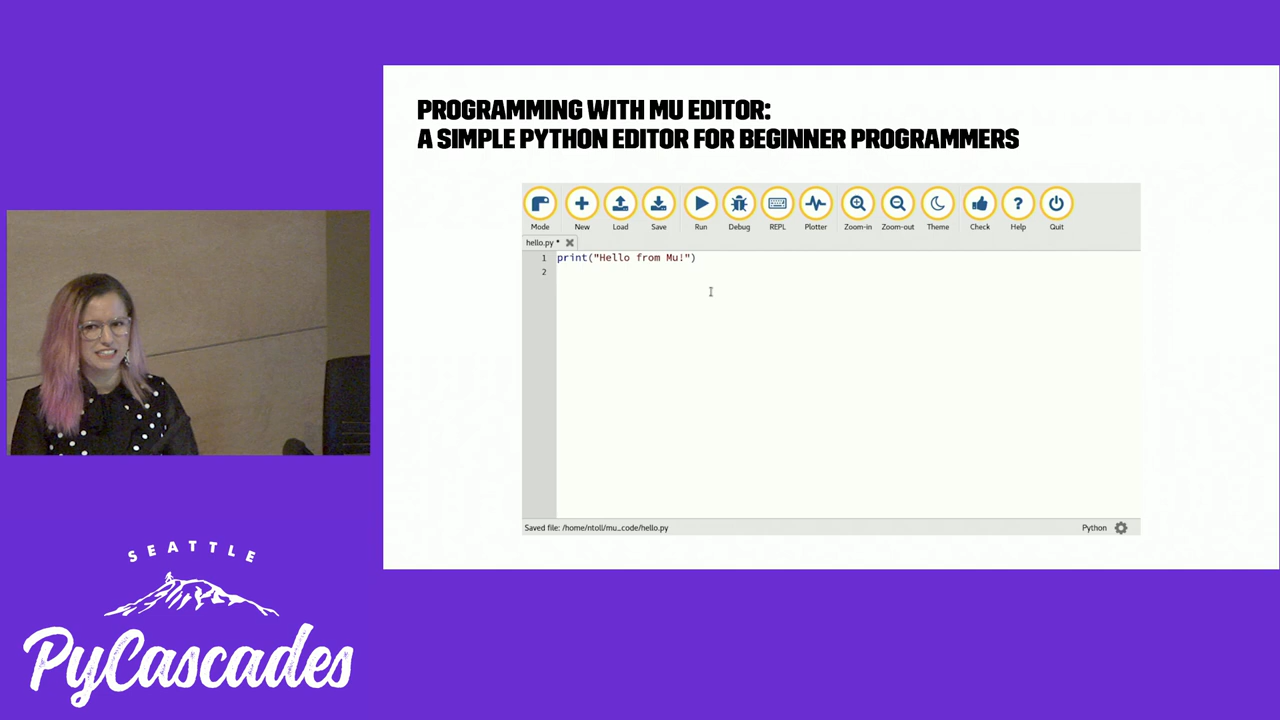 PROGRAMMING WITH MU EDITOR:
A SIMPLE PYTHON EDITOR FOR BEGINNER PROGRAMMERS
Mode New Load Save Run Debug REPL Plotter Zoom-in Zoom-out Theme Check Help Quit
hello.py *
1 print("Hello from Mu!")
2
Saved file: /home/ntoll/mu_code/hello.py Python
SEATTLE
PyCascades